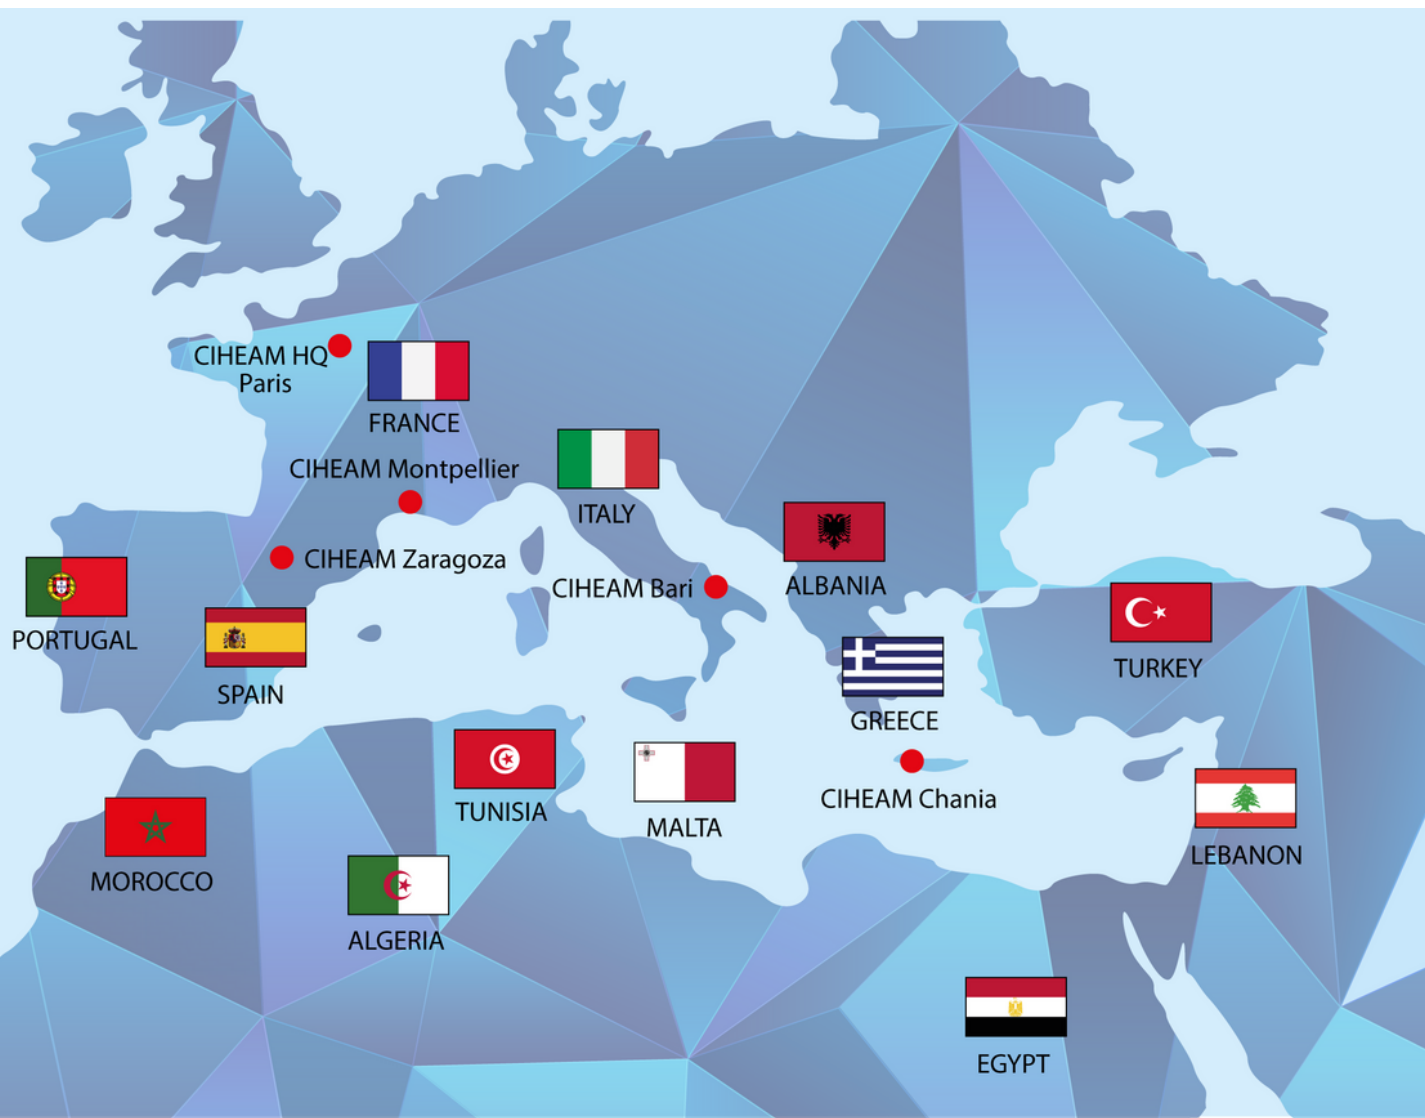 CIHEAM HQ
Paris
FRANCE
CIHEAM Montpellier
ITALY
CIHEAM Zaragoza
CIHEAM Bari
ALBANIA
PORTUGAL
SPAIN
TURKEY
GREECE
TUNISIA
MALTA
CIHEAM Chania
MOROCCO
LEBANON
ALGERIA
EGYPT